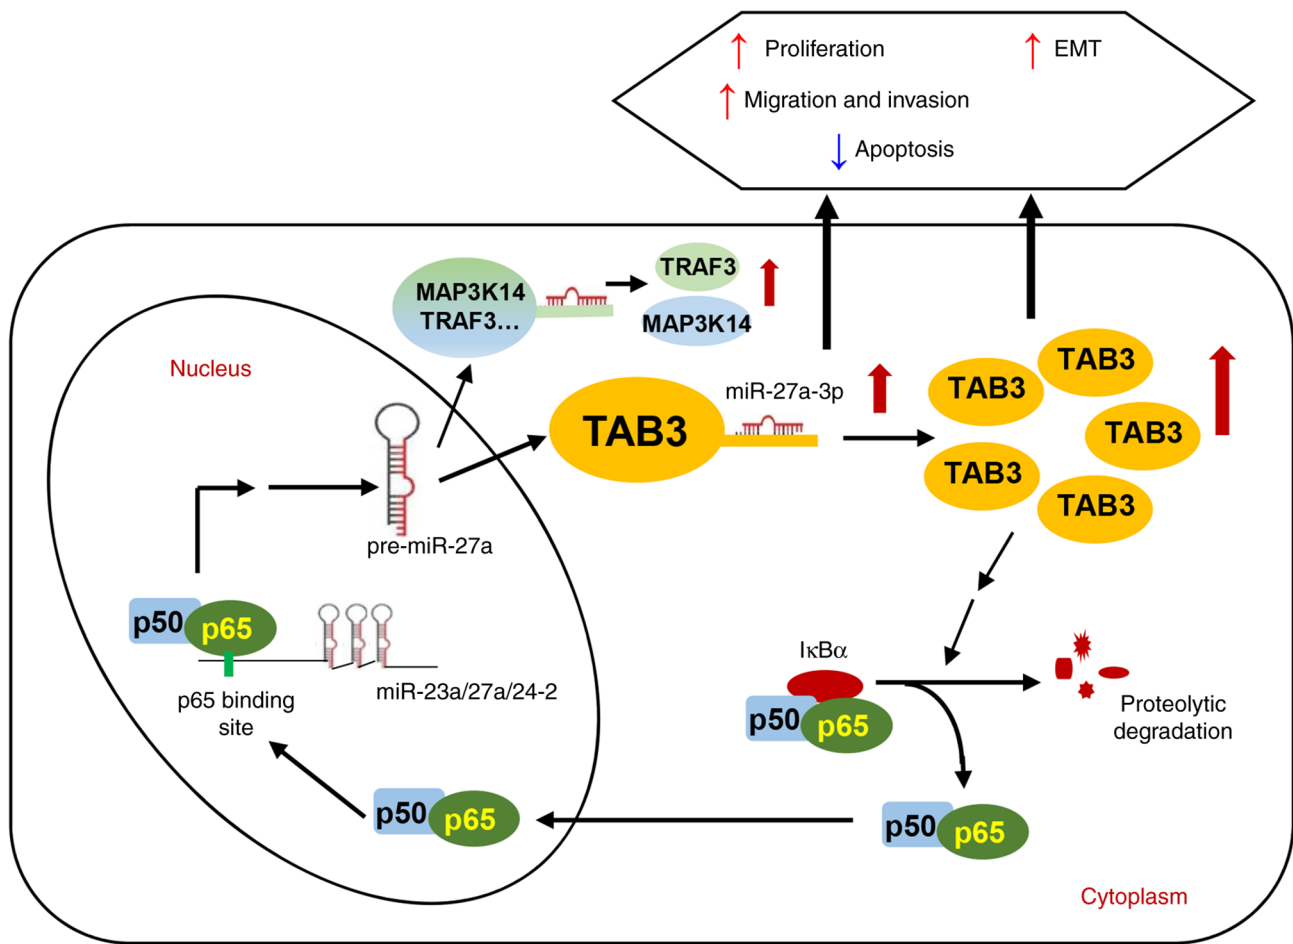 Proliferation
EMT
Migration and invasion
Apoptosis
MAP3K14
TRAF3...
TRAF3
MAP3K14
Nucleus
TAB3
miR-27a-3p
TAB3
TAB3
TAB3
TAB3
TAB3
pre-miR-27a
p50
p65
p65 binding
site
miR-23a/27a/24-2
IκBα
p50
p65
Proteolytic
degradation
p50
p65
p50
p65
Cytoplasm